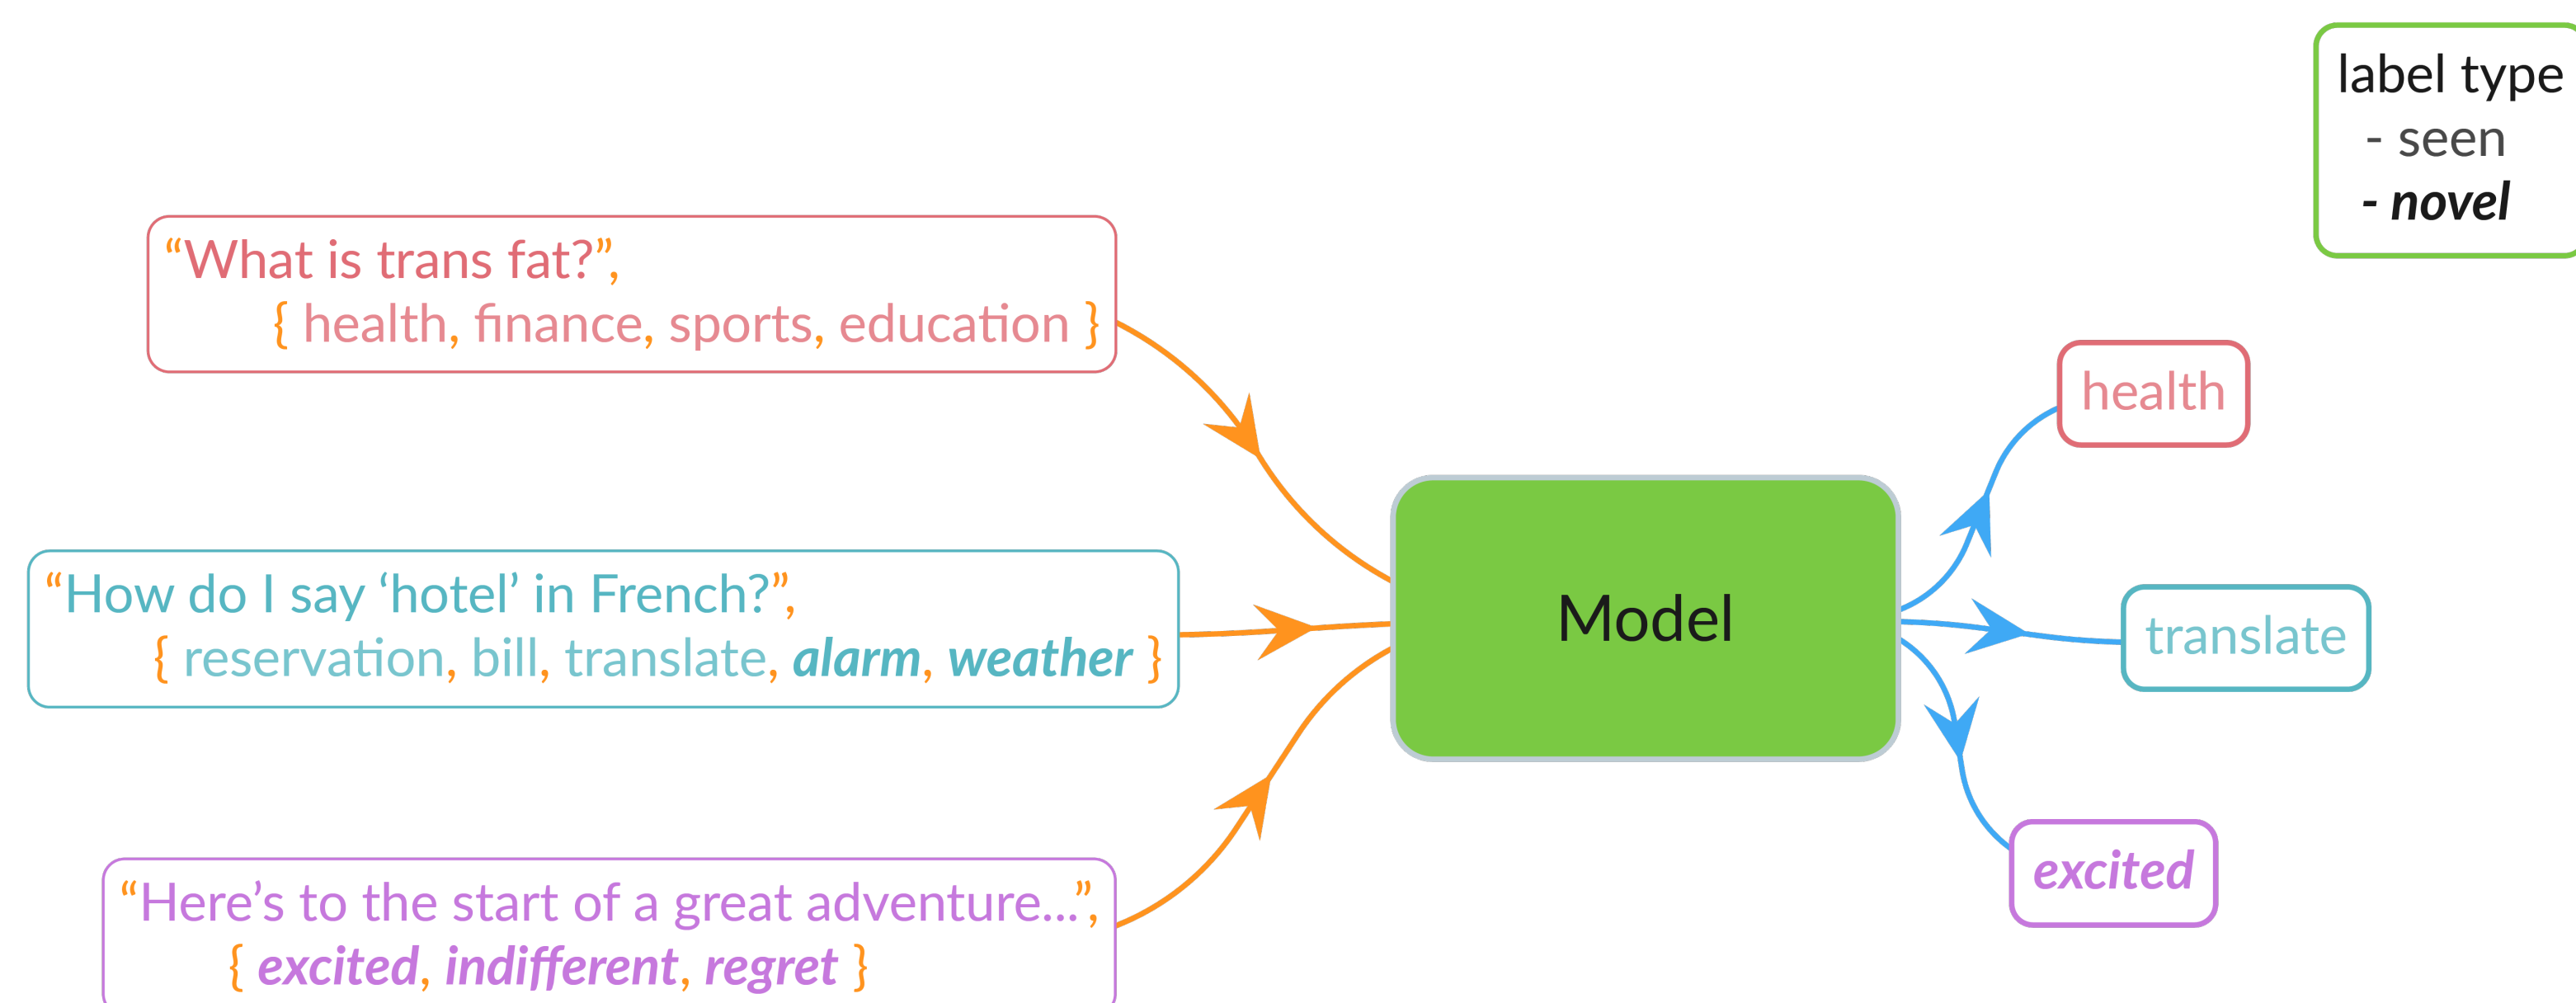 label type
- seen
- novel
“What is trans fat?”,
{ health, finance, sports, education }
health
“How do I say ‘hotel’ in French?”,
{ reservation, bill, translate, alarm, weather }
Model
translate
“Here’s to the start of a great adventure...”,
{ excited, indifferent, regret }
excited